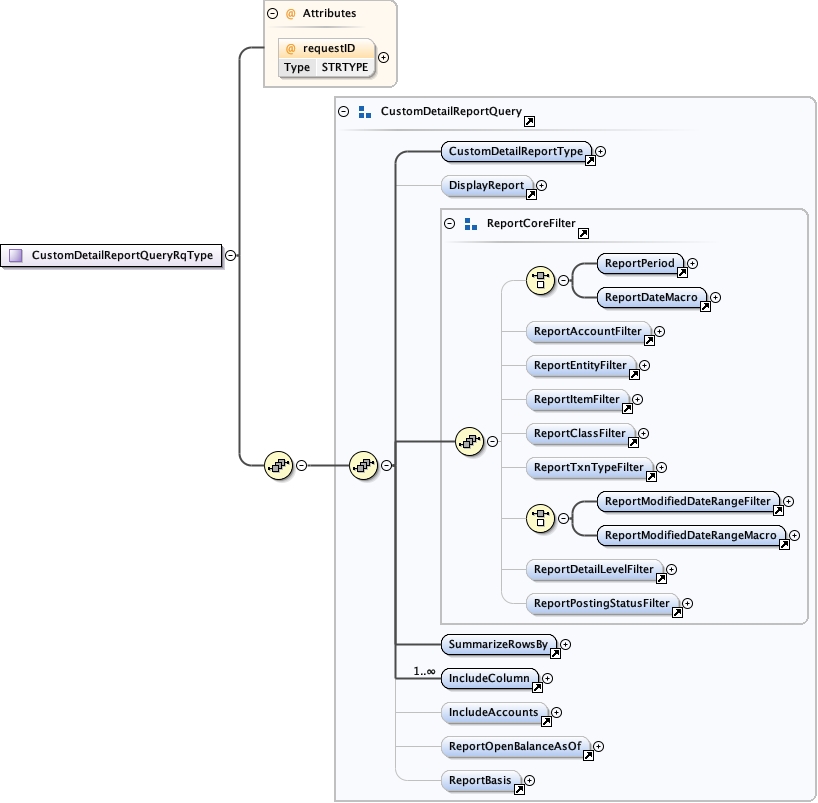 @ Attributes
@ requestID
Type STRTYPE
CustomDetailReportQuery
CustomDetailReportType
DisplayReport
ReportCoreFilter
CustomDetailReportQueryRqType
ReportPeriod
ReportDateMacro
ReportAccountFilter
ReportEntityFilter
ReportItemFilter
ReportClassFilter
ReportTxnTypeFilter
ReportModifiedDateRangeFilter
ReportModifiedDateRangeMacro
ReportDetailLevelFilter
ReportPostingStatusFilter
SummarizeRowsBy
1..∞
IncludeColumn
IncludeAccounts
ReportOpenBalanceAsOf
ReportBasis